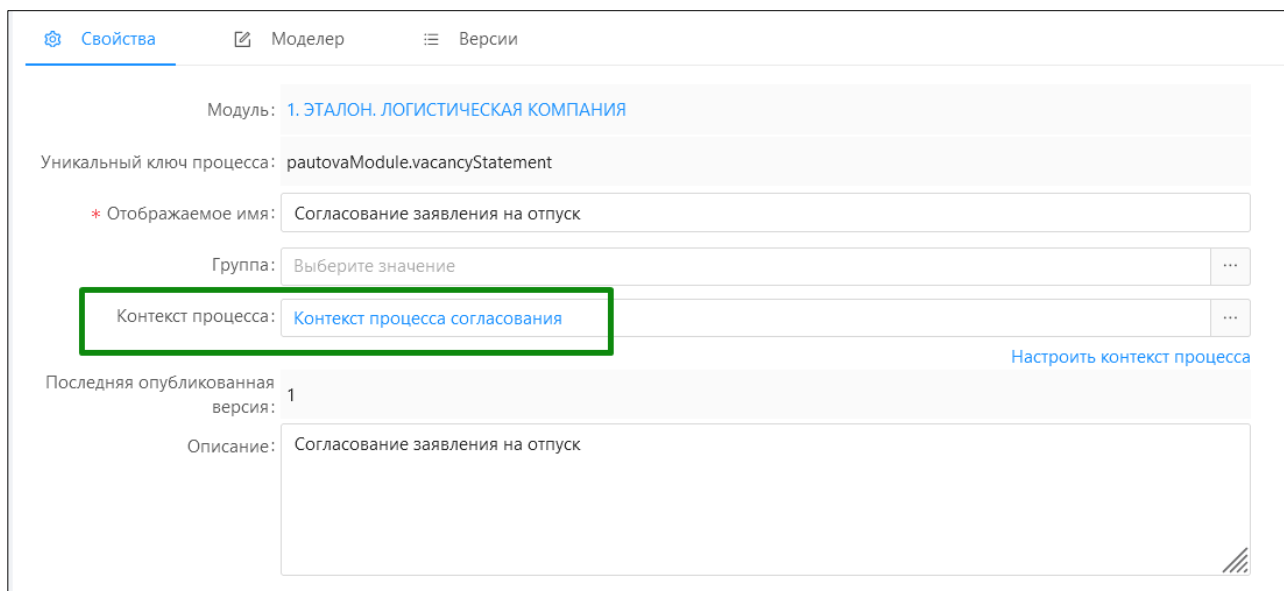 Свойства Моделер Версии
Модуль: 1. ЭТАЛОН. ЛОГИСТИЧЕСКАЯ КОМПАНИЯ
Уникальный ключ процесса: pautovaModule.vacancyStatement
* Отображаемое имя: Согласование заявления на отпуск
Группа: Выберите значение ...
Контекст процесса: Контекст процесса согласования ...
Настроить контекст процесса
Последняя опубликованная
версия: 1
Описание: Согласование заявления на отпуск